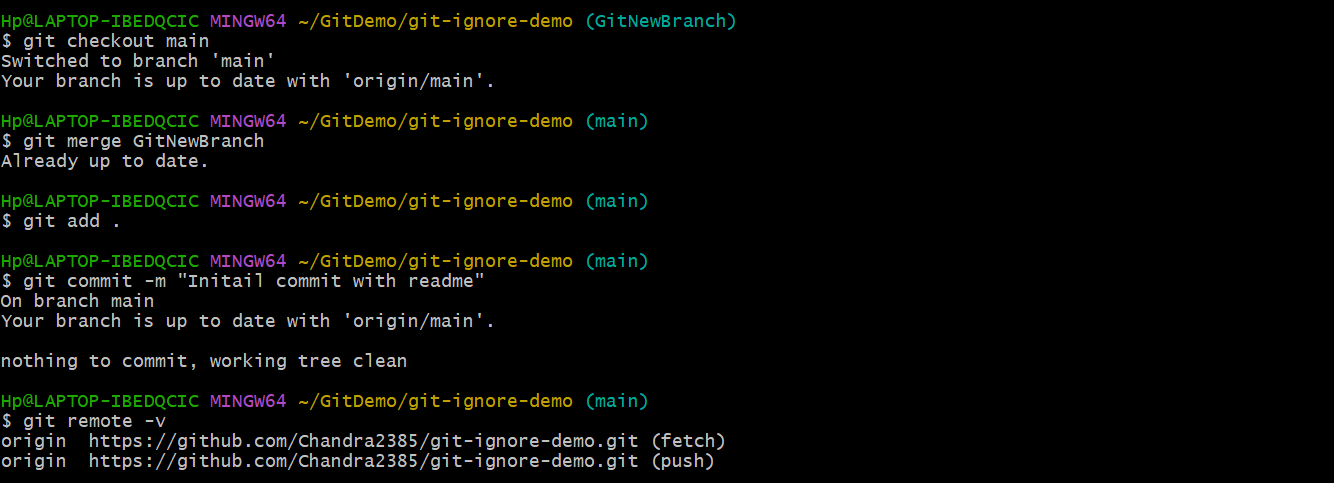 Hp@LAPTOP-IBEDQCIC MINGW64 ~/GitDemo/git-ignore-demo (GitNewBranch)
$ git checkout main
Switched to branch 'main'
Your branch is up to date with 'origin/main'.
Hp@LAPTOP-IBEDQCIC MINGW64 ~/GitDemo/git-ignore-demo (main)
$ git merge GitNewBranch
Already up to date.
Hp@LAPTOP-IBEDQCIC MINGW64 ~/GitDemo/git-ignore-demo (main)
$ git add .
Hp@LAPTOP-IBEDQCIC MINGW64 ~/GitDemo/git-ignore-demo (main)
$ git commit -m "Initail commit with readme"
On branch main
Your branch is up to date with 'origin/main'.
nothing to commit, working tree clean
Hp@LAPTOP-IBEDQCIC MINGW64 ~/GitDemo/git-ignore-demo (main)
$ git remote -v
origin  https://github.com/Chandra2385/git-ignore-demo.git (fetch)
origin  https://github.com/Chandra2385/git-ignore-demo.git (push)